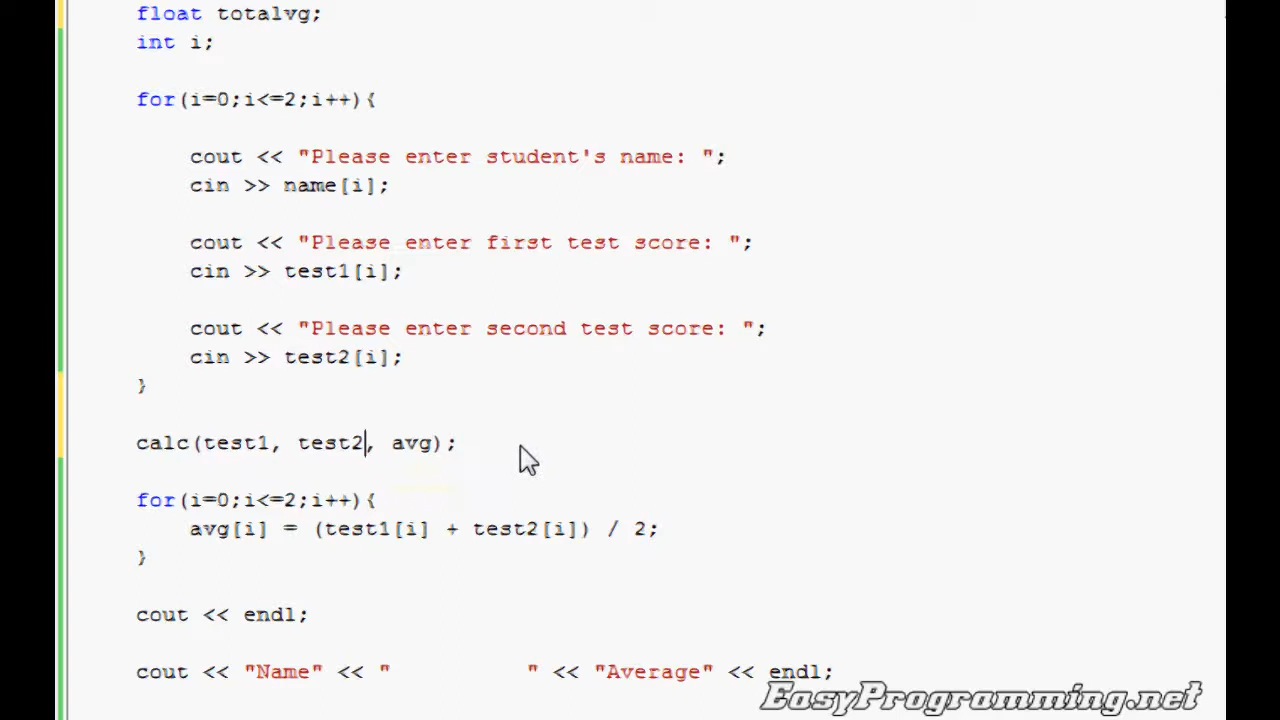 float totalvg;
int i;
for(i=0;i<=2;i++){
cout << "Please enter student's name: ";
cin >> name[i];
cout << "Please enter first test score: ";
cin >> test1[i];
cout << "Please enter second test score: ";
cin >> test2[i];
}
calc(test1, test2, avg);
for(i=0;i<=2;i++){
avg[i] = (test1[i] + test2[i]) / 2;
}
cout << endl;
cout << "Name" << "          " << "Average" << endl;
EasyProgramming.net